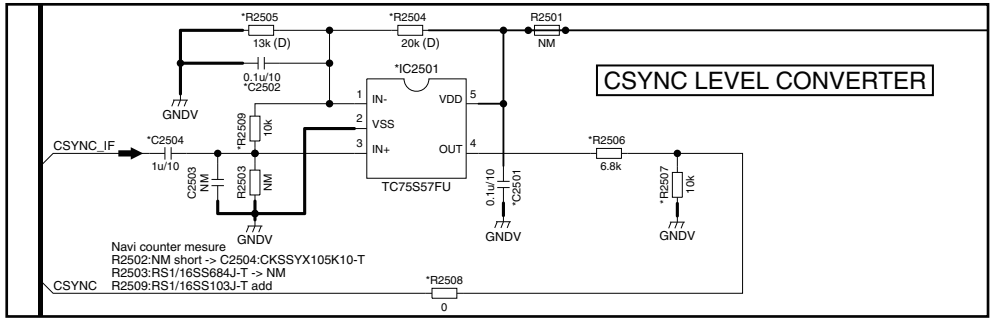 *R2505
13k (D)
*R2504
20k (D)
R2501
NM
0.1u/10
*C2502
GNDV
*IC2501
CSYNC LEVEL CONVERTER
1 IN- VDD 5
2 VSS
3 IN+ OUT 4
TC75S57FU
*R2509
10k
CSYNC_IF
*C2504
1u/10
C2503
NM
R2503
NM
GNDV
0.1u/10
*C2501
GNDV
*R2506
6.8k
*R2507
10k
GNDV
Navi counter mesure
R2502:NM short -> C2504:CKSSYX105K10-T
R2503:RS1/16SS684J-T -> NM
R2509:RS1/16SS103J-T add
CSYNC
*R2508
0